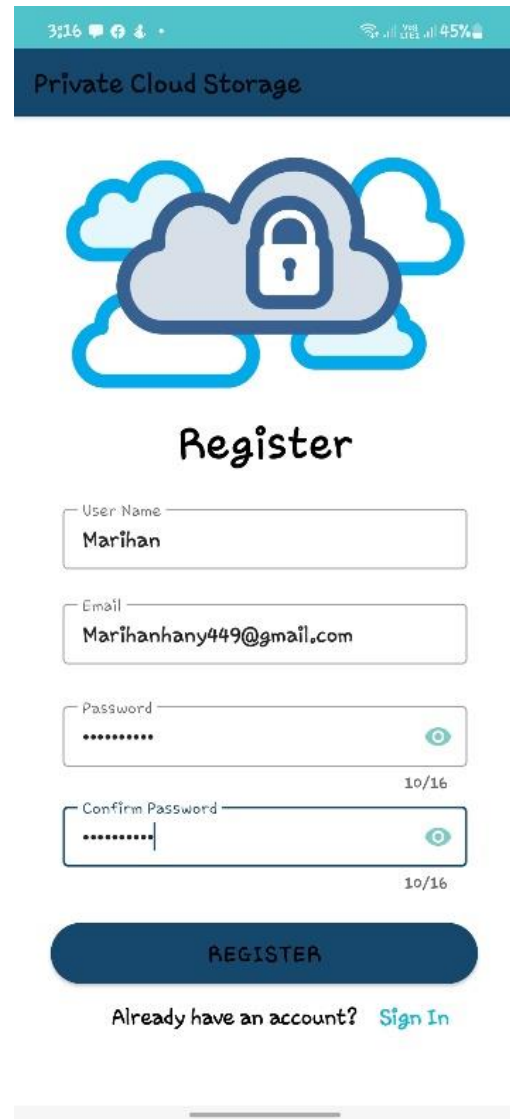 3:16 45%
Private Cloud Storage
Register
User Name
Marihan
Email
Marihanhany449@gmail.com
Password
••••••••••
10/16
Confirm Password
••••••••••
10/16
REGISTER
Already have an account? Sign In